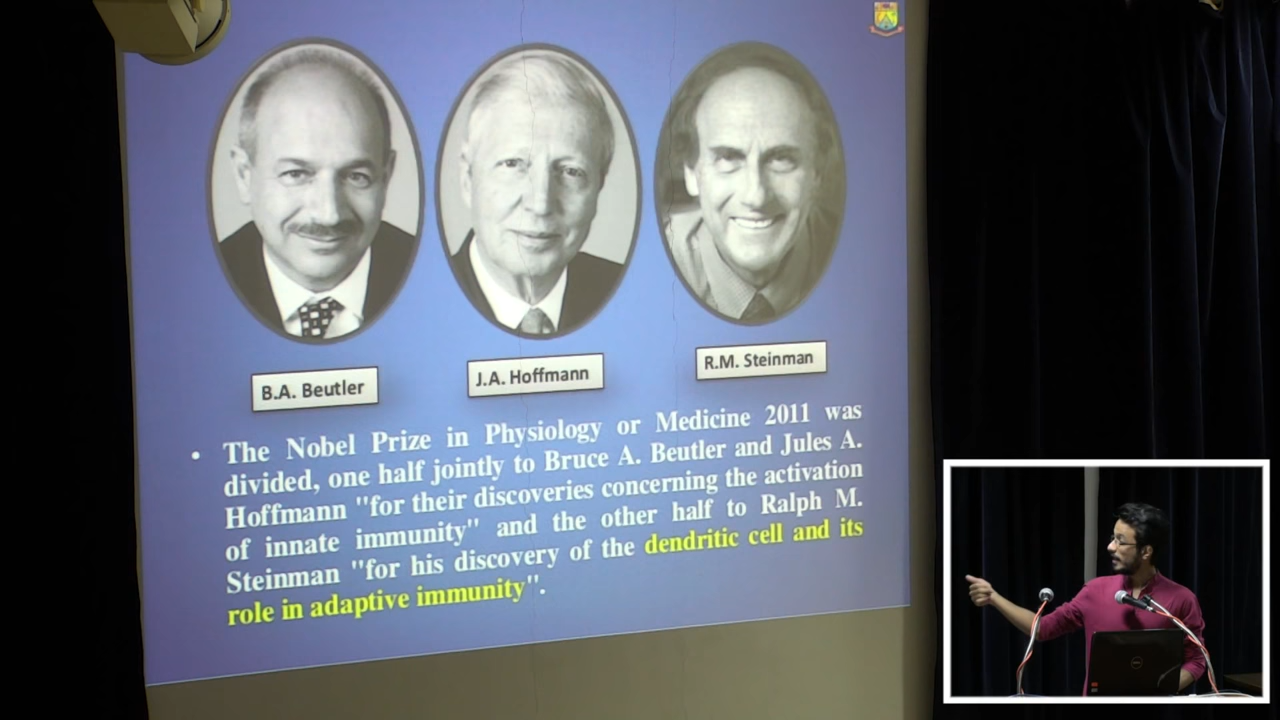 B.A. Beutler
J.A. Hoffmann
R.M. Steinman
• The Nobel Prize in Physiology or Medicine 2011 was
divided, one half jointly to Bruce A. Beutler and Jules A.
Hoffmann "for their discoveries concerning the activation
of innate immunity" and the other half to Ralph M.
Steinman "for his discovery of the dendritic cell and its
role in adaptive immunity".